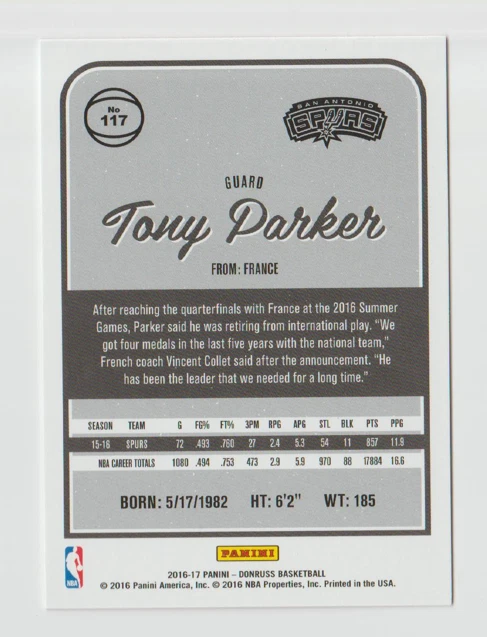 No
117
SAN ANTONIO
SPURS
GUARD
Tony Parker
FROM: FRANCE
After reaching the quarterfinals with France at the 2016 Summer
Games, Parker said he was retiring from international play. "We
got four medals in the last five years with the national team,"
French coach Vincent Collet said after the announcement. "He
has been the leader that we needed for a long time."
SEASON TEAM G FG% FT% 3PM RPG APG STL BLK PTS PPG
15-16 SPURS 72 .493 .760 27 2.4 5.3 54 11 857 11.9
NBA CAREER TOTALS 1080 .494 .753 473 2.9 5.9 970 88 17884 16.6
BORN: 5/17/1982 HT: 6'2" WT: 185
PANINI
NBA
2016-17 PANINI – DONRUSS BASKETBALL
© 2016 Panini America, Inc. © 2016 NBA Properties, Inc. Printed in the USA.